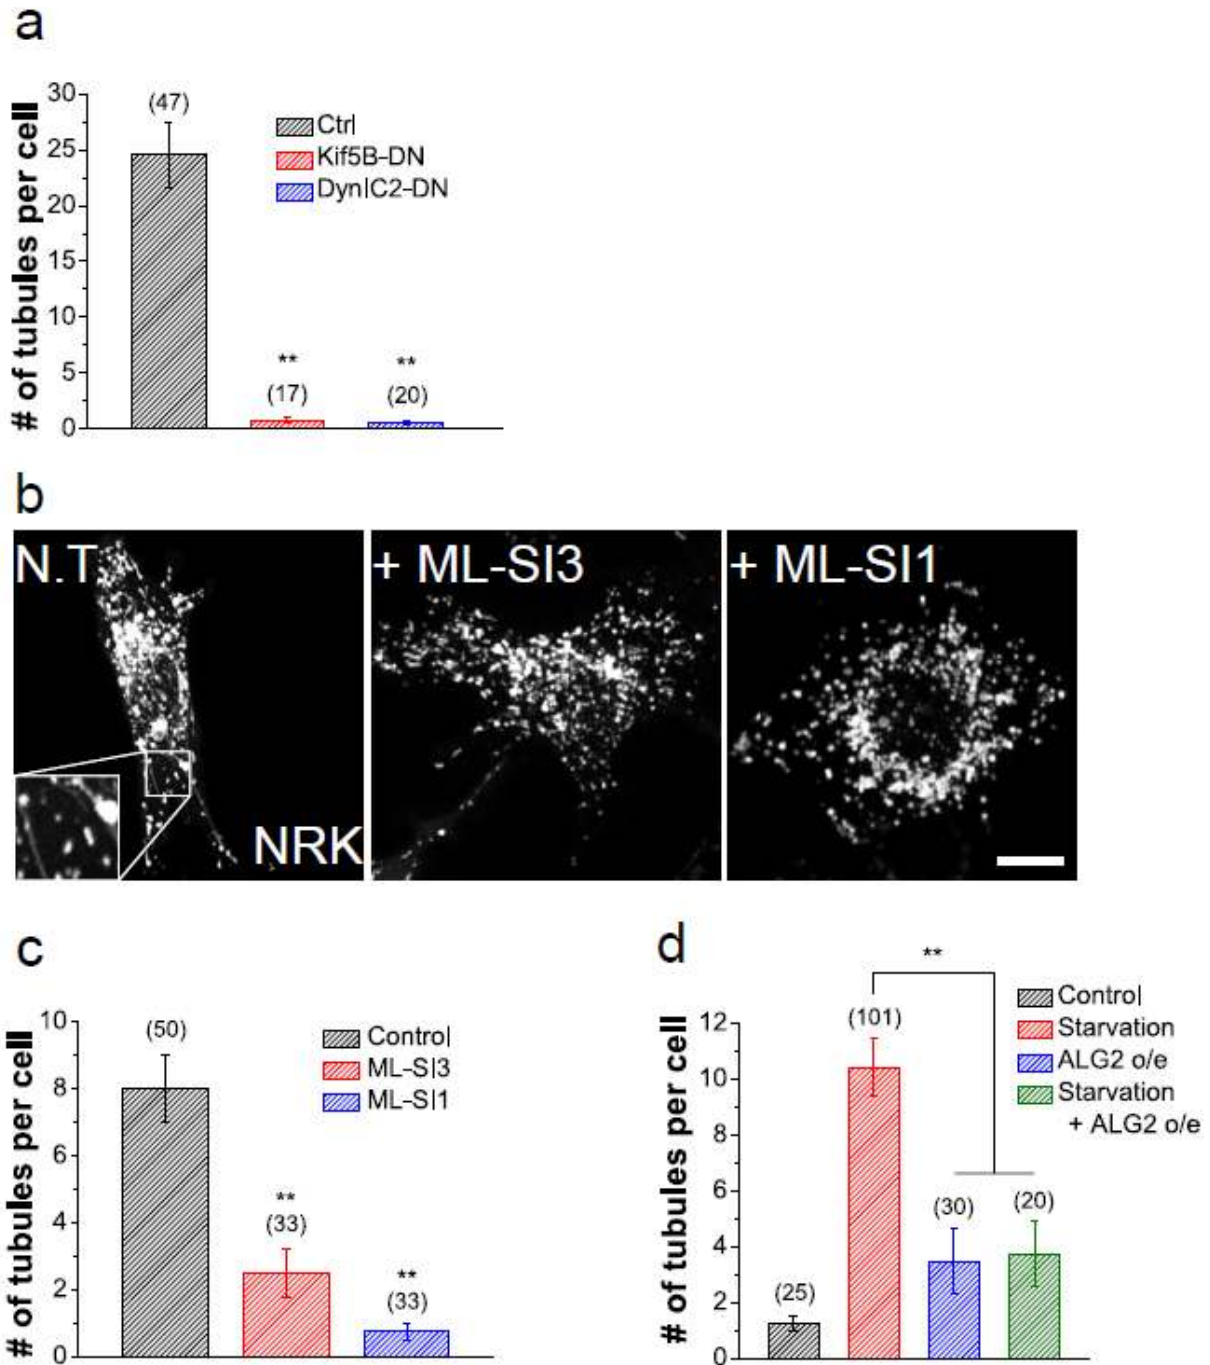 a
# of tubules per cell
30
25
20
15
10
5
0
(47)
**
(17)
**
(20)
Ctrl
Kif5B-DN
DynIC2-DN
b
N.T
NRK
+ ML-SI3
+ ML-SI1
c
# of tubules per cell
10
8
6
4
2
0
(50)
**
(33)
**
(33)
Control
ML-SI3
ML-SI1
d
# of tubules per cell
12
10
8
6
4
2
0
(25)
(101)
**
(30)
(20)
Control
Starvation
ALG2 o/e
Starvation
+ ALG2 o/e